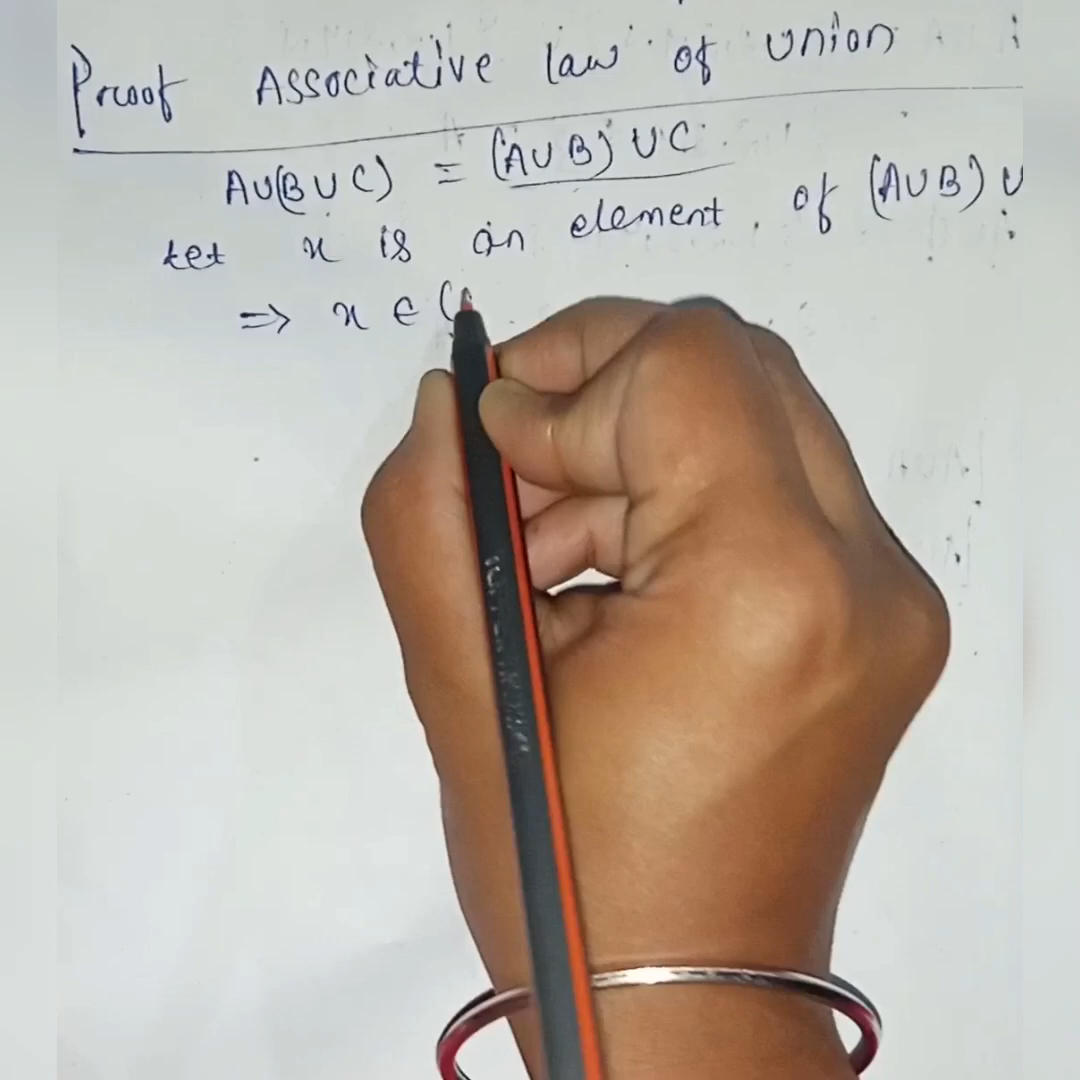 Proof Associative law of union
AU(BUC) = (AUB)UC
Let x is an element of (AUB) U
⇒ x ∈ (